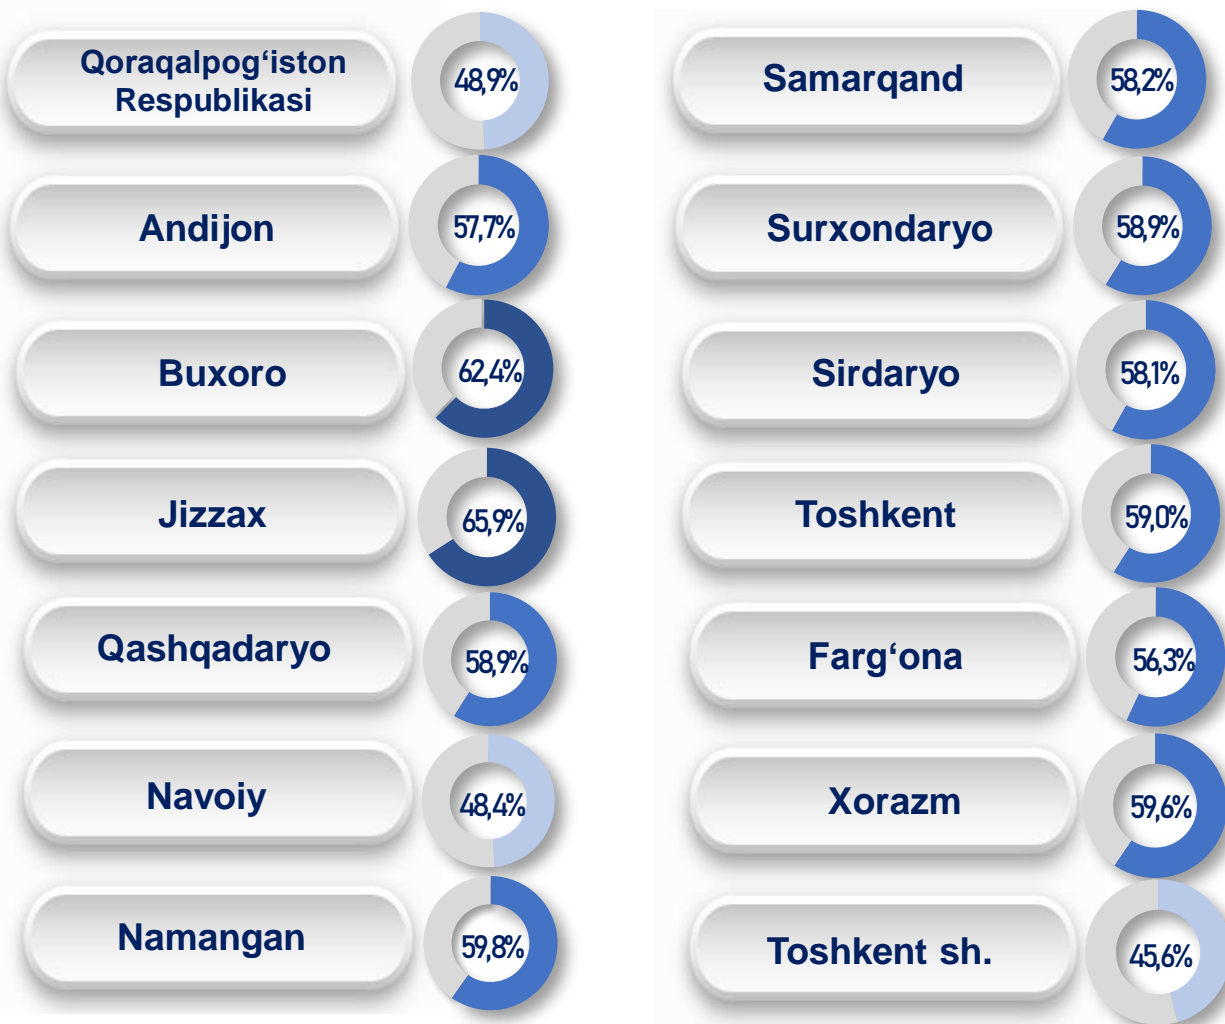 Qoraqalpog‘iston
Respublikasi
48,9%
Andijon
57,7%
Buxoro
62,4%
Jizzax
65,9%
Qashqadaryo
58,9%
Navoiy
48,4%
Namangan
59,8%
Samarqand
58,2%
Surxondaryo
58,9%
Sirdaryo
58,1%
Toshkent
59,0%
Farg‘ona
56,3%
Xorazm
59,6%
Toshkent sh.
45,6%